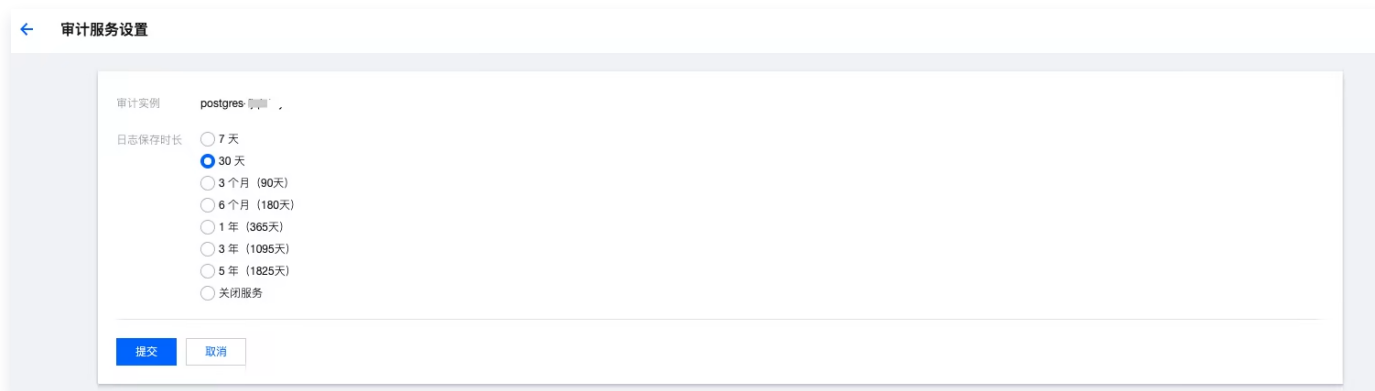 审计服务设置
审计实例 postgres-
日志保存时长 7 天
30 天
3 个月（90天）
6 个月（180天）
1 年（365天）
3 年（1095天）
5 年（1825天）
关闭服务
提交 取消